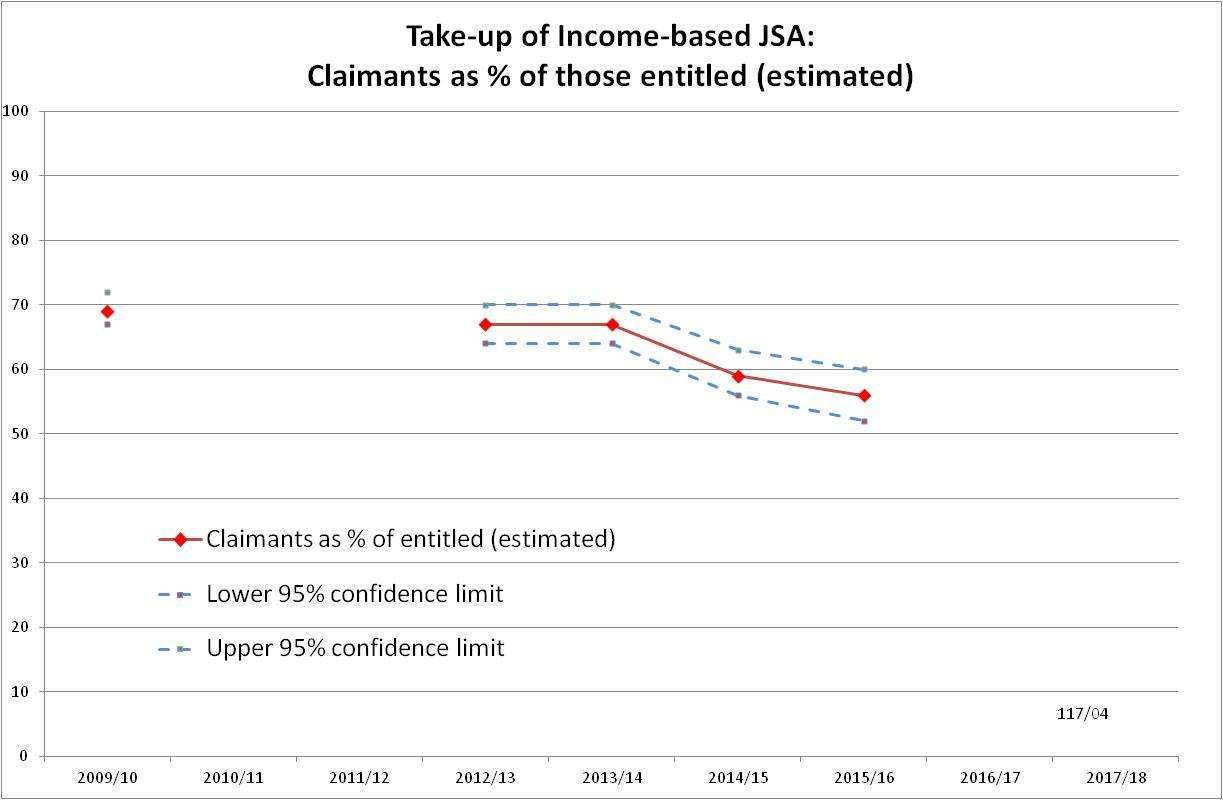 Take-up of Income-based JSA:
Claimants as % of those entitled (estimated)
100
90
80
70
60
50
40
30
20
10
0
Claimants as % of entitled (estimated)
Lower 95% confidence limit
Upper 95% confidence limit
117/04
2009/10 2010/11 2011/12 2012/13 2013/14 2014/15 2015/16 2016/17 2017/18